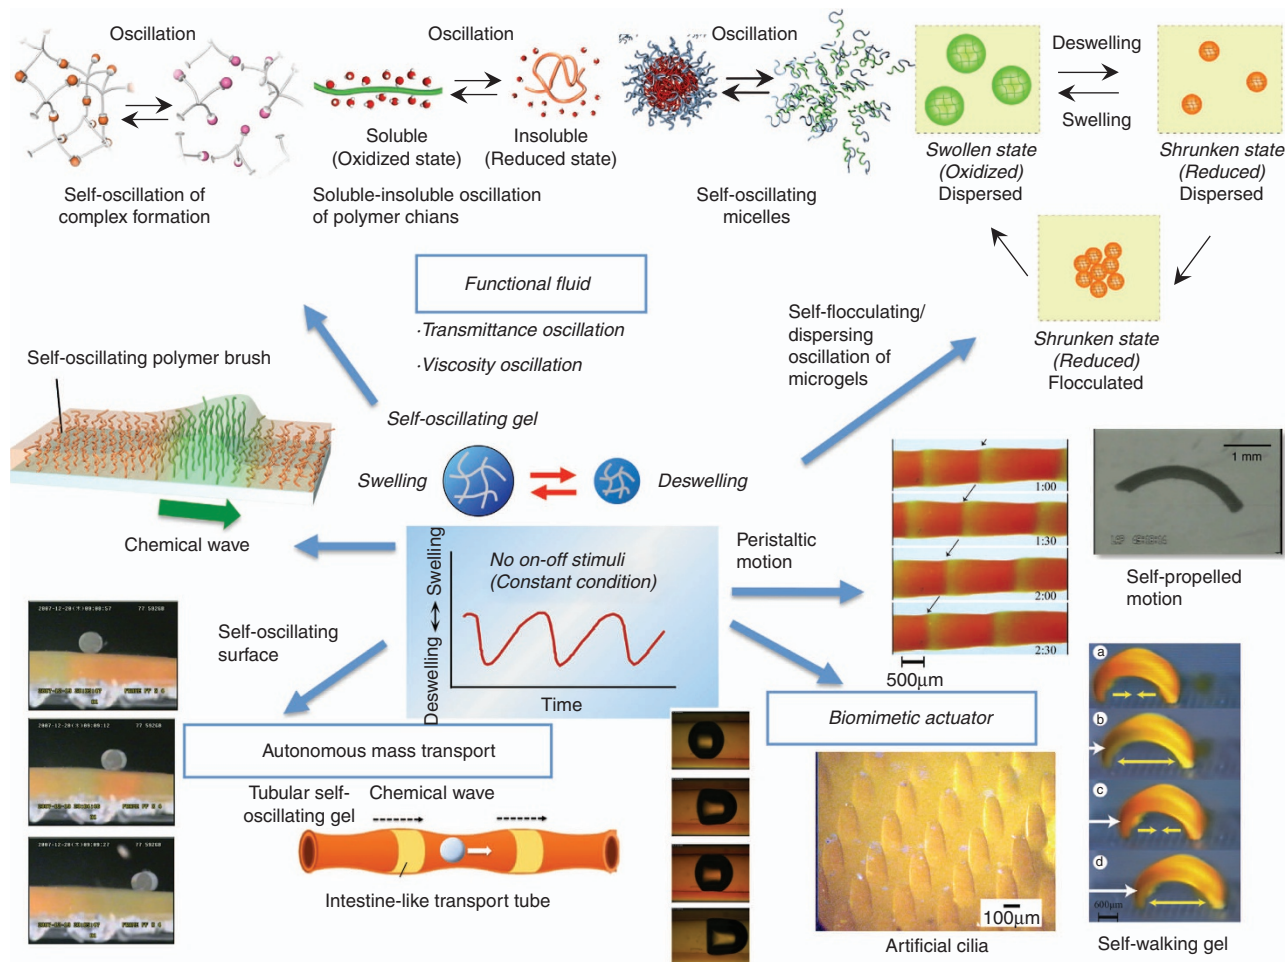 Oscillation
Oscillation
Oscillation
Deswelling
Swelling
Soluble
(Oxidized state)
Insoluble
(Reduced state)
Swollen state
(Oxidized)
Dispersed
Shrunken state
(Reduced)
Dispersed
Self-oscillation of
complex formation
Soluble-insoluble oscillation
of polymer chians
Self-oscillating
micelles
Functional fluid
·Transmittance oscillation
·Viscosity oscillation
Self-flocculating/
dispersing
oscillation of
microgels
Shrunken state
(Reduced)
Flocculated
Self-oscillating polymer brush
Chemical wave
Self-oscillating gel
Swelling
Deswelling
No on-off stimuli
(Constant condition)
Deswelling
Swelling
Time
Peristaltic
motion
1:00
1:30
2:00
2:30
500μm
1 mm
Self-propelled
motion
Self-oscillating
surface
Autonomous mass transport
Biomimetic actuator
Tubular self-
oscillating gel
Chemical wave
Intestine-like transport tube
100μm
Artificial cilia
a
b
c
d
600μm
Self-walking gel